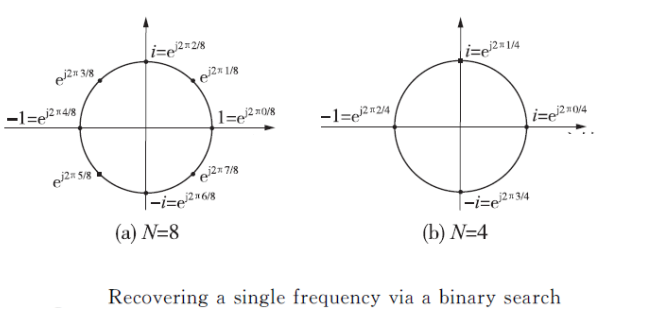 i=e^{j2π2/8}
e^{j2π3/8}
e^{j2π1/8}
-1=e^{j2π4/8}
1=e^{j2π0/8}
e^{j2π5/8}
e^{j2π7/8}
-i=e^{j2π6/8}
(a) N=8
i=e^{j2π1/4}
-1=e^{j2π2/4}
i=e^{j2π0/4}
-i=e^{j2π3/4}
(b) N=4
Recovering a single frequency via a binary search